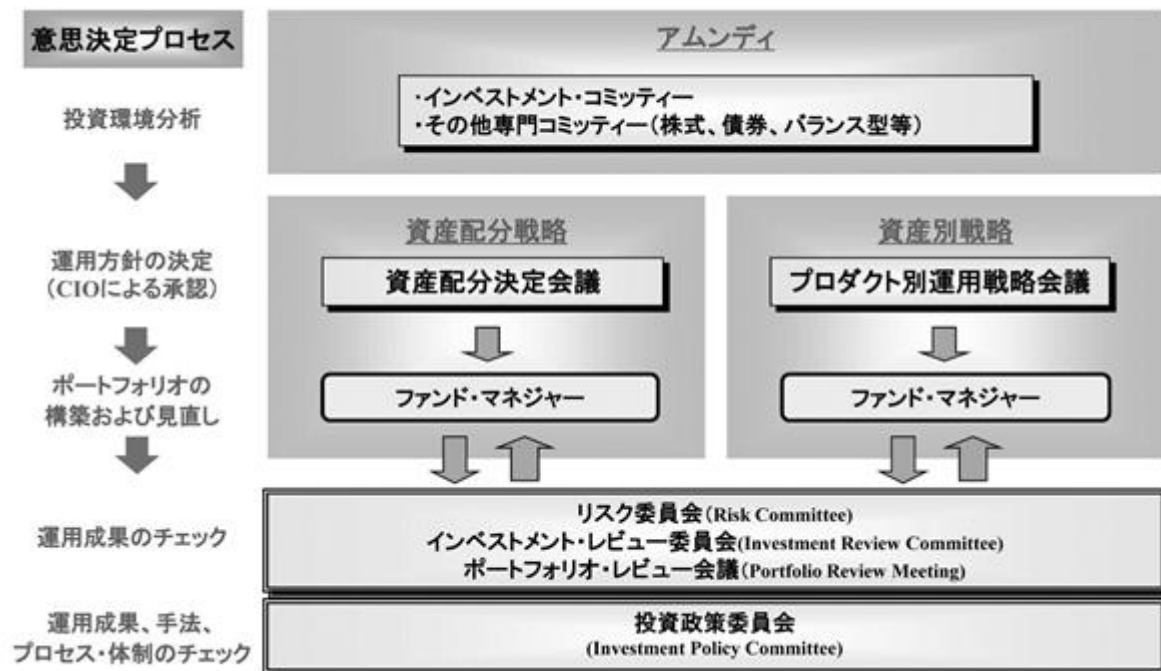 意思決定プロセス
アムンディ
・インベストメント・コミッティー
・その他専門コミッティー（株式、債券、バランス型等）
投資環境分析
資産配分戦略
資産別戦略
運用方針の決定
（CIOによる承認）
資産配分決定会議
プロダクト別運用戦略会議
ポートフォリオの
構築および見直し
ファンド・マネジャー
ファンド・マネジャー
運用成果のチェック
リスク委員会(Risk Committee)
インベストメント・レビュー委員会(Investment Review Committee)
ポートフォリオ・レビュー会議(Portfolio Review Meeting)
運用成果、手法、
プロセス・体制のチェック
投資政策委員会
(Investment Policy Committee)